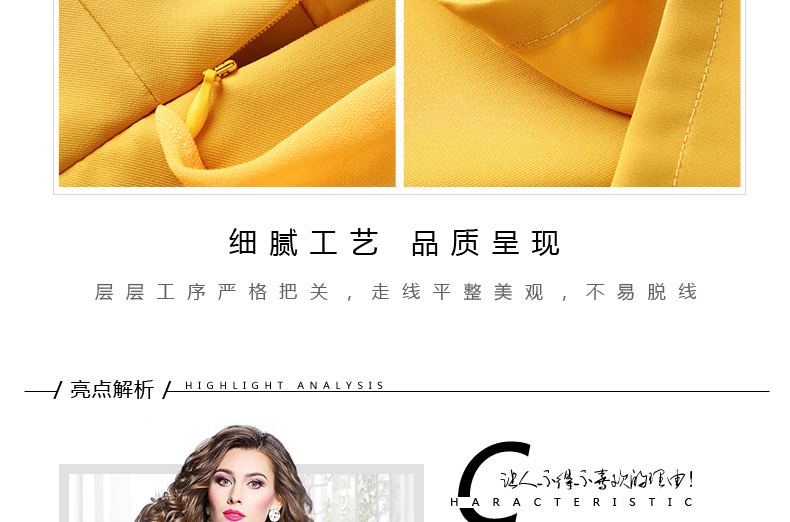 细腻工艺 品质呈现
层层工序严格把关，走线平整美观，不易脱线
/ 亮点解析 / HIGHLIGHT ANALYSIS
让人不得不喜欢的理由!
CHARACTERISTIC